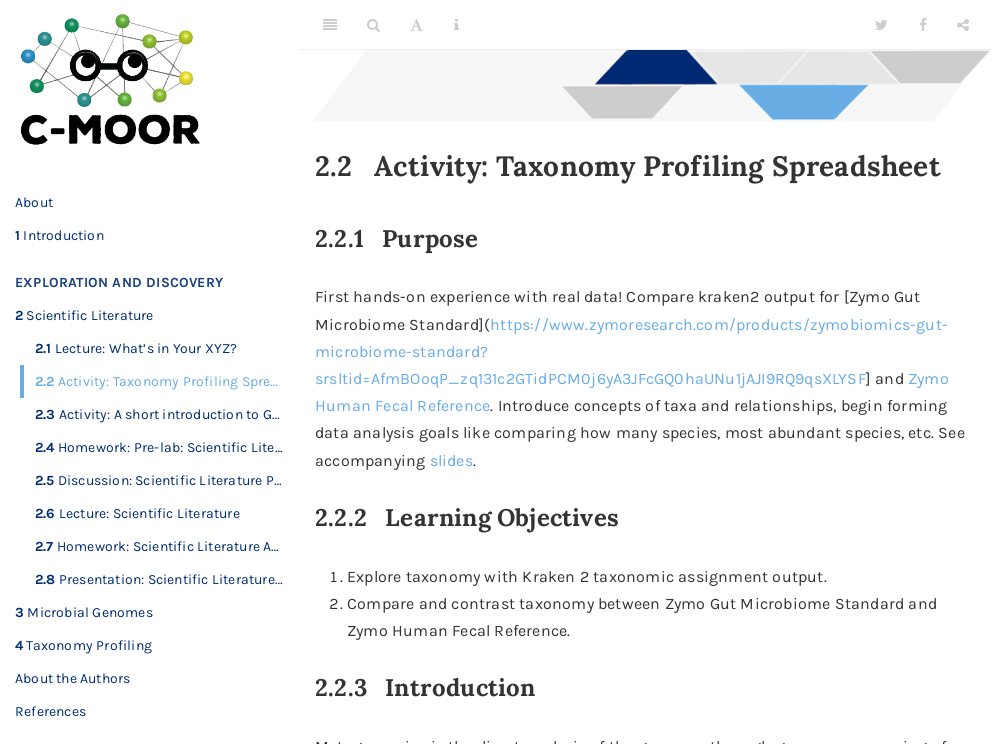 C-MOOR
About
1 Introduction
EXPLORATION AND DISCOVERY
2 Scientific Literature
2.1 Lecture: What's in Your XYZ?
2.2 Activity: Taxonomy Profiling Spre...
2.3 Activity: A short introduction to G...
2.4 Homework: Pre-lab: Scientific Lite...
2.5 Discussion: Scientific Literature P...
2.6 Lecture: Scientific Literature
2.7 Homework: Scientific Literature A...
2.8 Presentation: Scientific Literature...
3 Microbial Genomes
4 Taxonomy Profiling
About the Authors
References
2.2 Activity: Taxonomy Profiling Spreadsheet
2.2.1 Purpose
First hands-on experience with real data! Compare kraken2 output for [Zymo Gut
Microbiome Standard](https://www.zymoresearch.com/products/zymobiomics-gut-
microbiome-standard?
srsltid=AfmBOoqP_zq131c2GTidPCM0j6yA3JFcGQ0haUNu1jAJl9RQ9qsXLYSF] and Zymo
Human Fecal Reference. Introduce concepts of taxa and relationships, begin forming
data analysis goals like comparing how many species, most abundant species, etc. See
accompanying slides.
2.2.2 Learning Objectives
1. Explore taxonomy with Kraken 2 taxonomic assignment output.
2. Compare and contrast taxonomy between Zymo Gut Microbiome Standard and
Zymo Human Fecal Reference.
2.2.3 Introduction